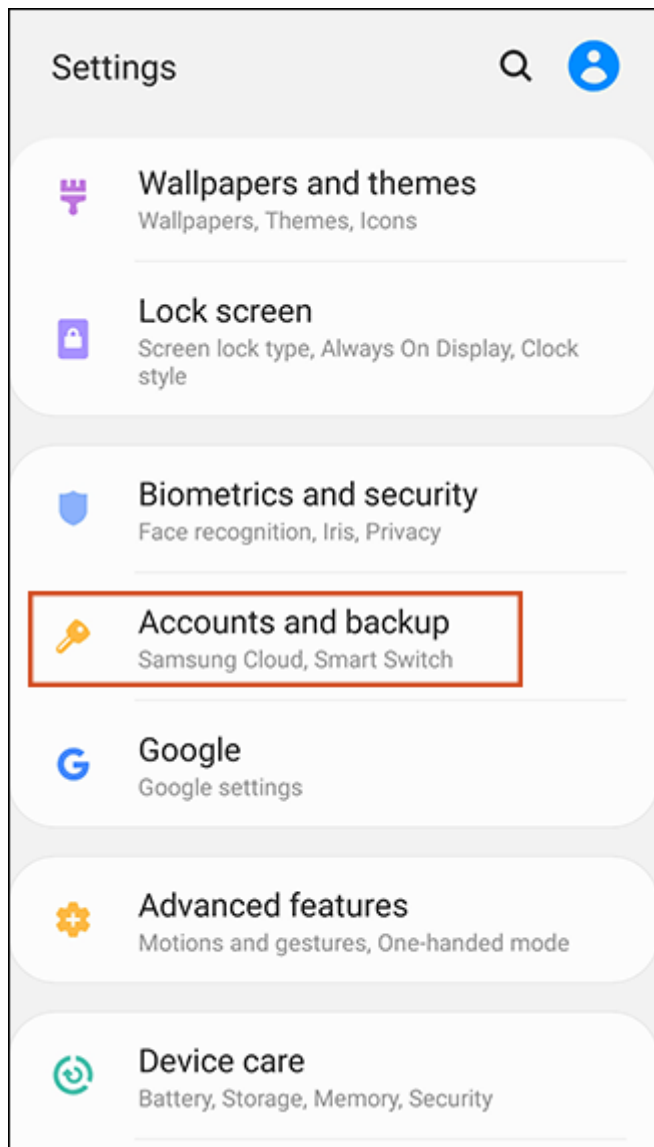 Settings
Wallpapers and themes
Wallpapers, Themes, Icons
Lock screen
Screen lock type, Always On Display, Clock
style
Biometrics and security
Face recognition, Iris, Privacy
Accounts and backup
Samsung Cloud, Smart Switch
Google
Google settings
Advanced features
Motions and gestures, One-handed mode
Device care
Battery, Storage, Memory, Security